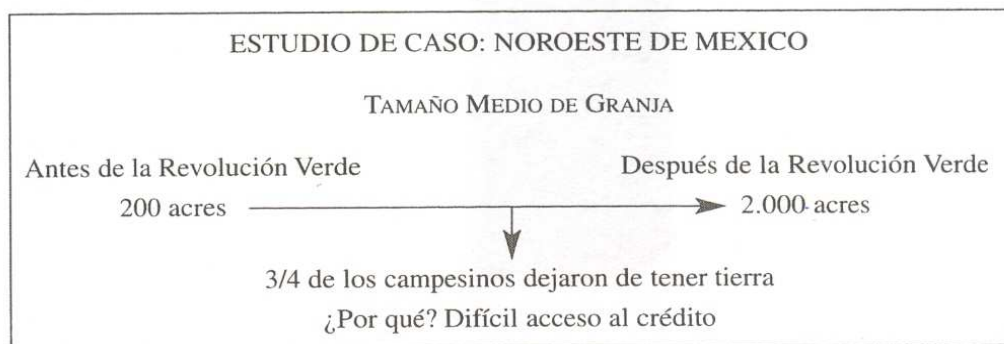 ESTUDIO DE CASO: NOROESTE DE MEXICO
TAMAÑO MEDIO DE GRANJA
Antes de la Revolución Verde
Después de la Revolución Verde
200 acres
2.000 acres
3/4 de los campesinos dejaron de tener tierra
¿Por qué? Difícil acceso al crédito